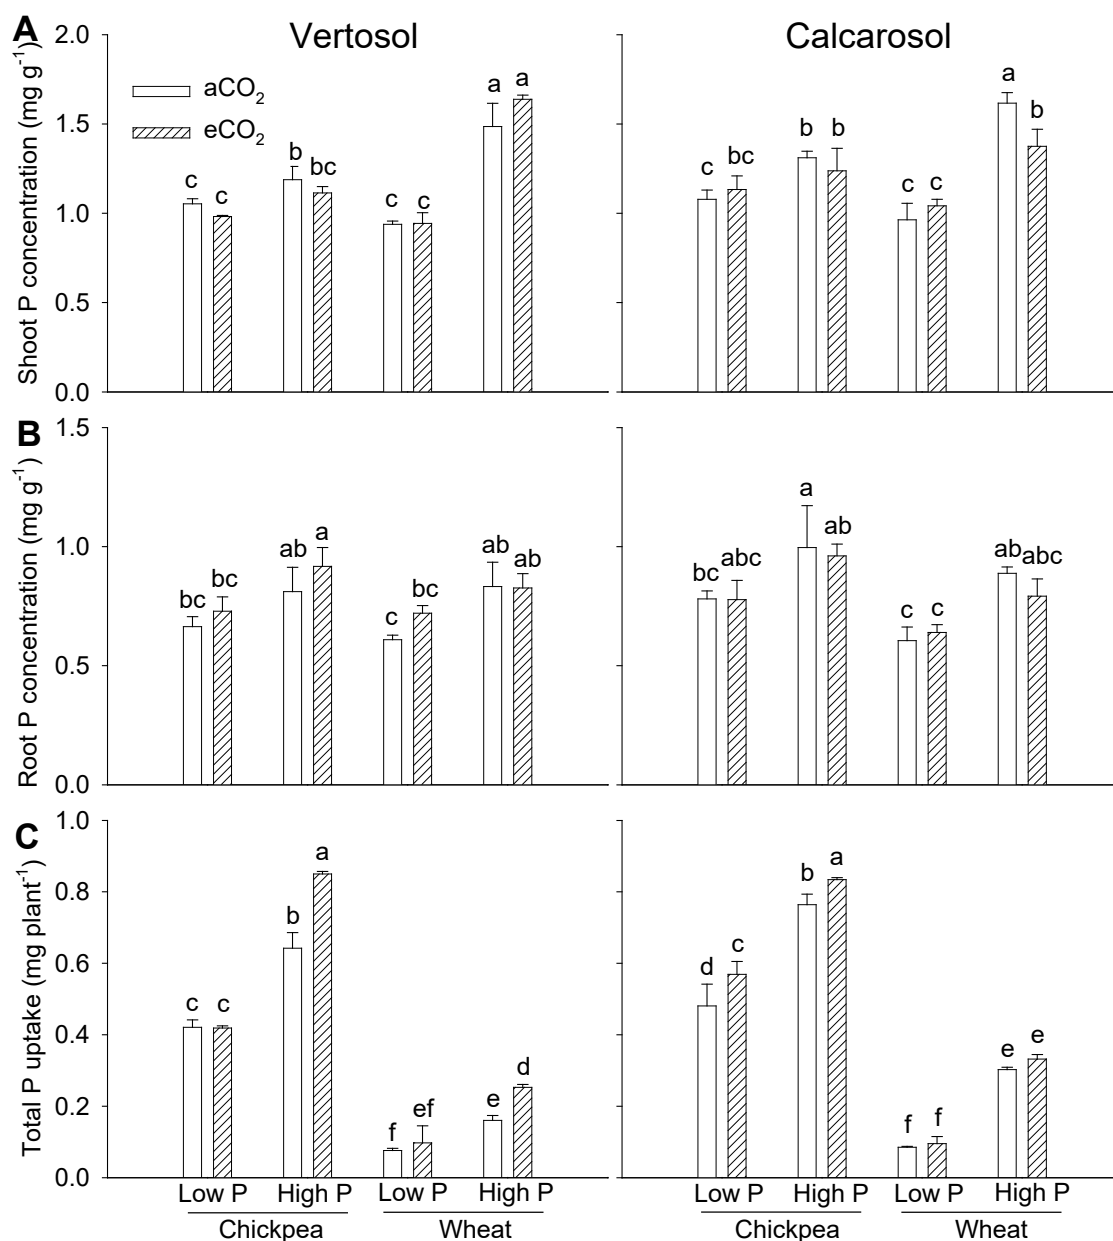 A
Vertosol
Calcarosol
Shoot P concentration (mg g⁻¹)
2.0
1.5
1.0
0.5
0.0
aCO₂
eCO₂
c c b bc c c a a
c bc b b c c a b
B
Root P concentration (mg g⁻¹)
1.5
1.0
0.5
0.0
bc bc ab a c bc ab ab
bc abc a ab c c ab abc
C
Total P uptake (mg plant⁻¹)
1.0
0.8
0.6
0.4
0.2
0.0
c c b a f ef e d
d c b a f f e e
Low P High P Low P High P Low P High P Low P High P
Chickpea Wheat Chickpea Wheat